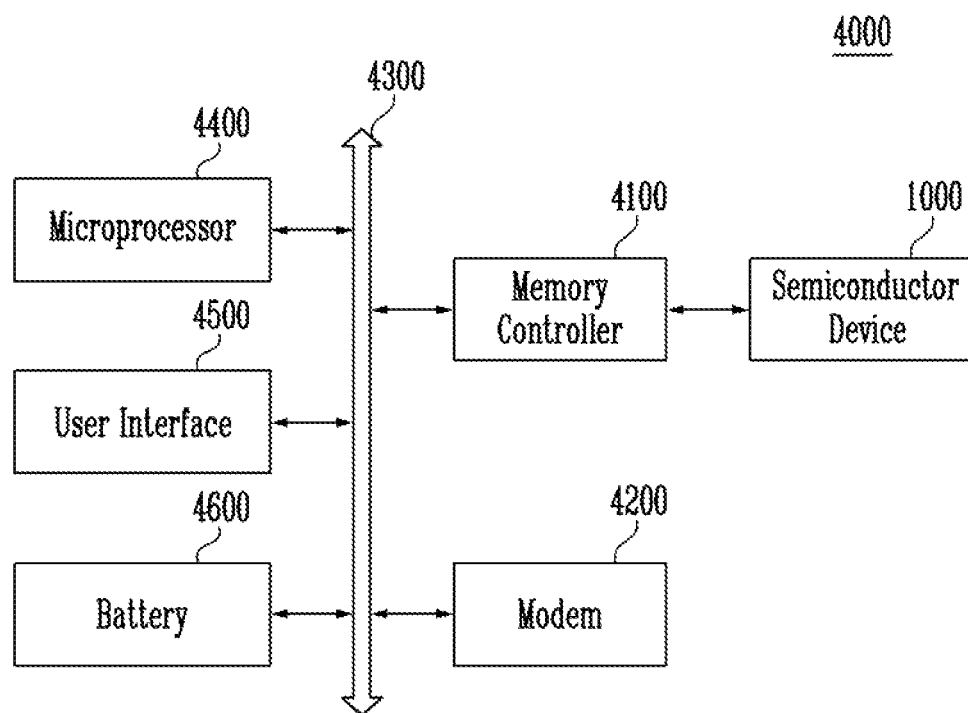 4000
4300
4400
Microprocessor
4100
Memory
Controller
1000
Semiconductor
Device
4500
User Interface
4600
Battery
4200
Modem